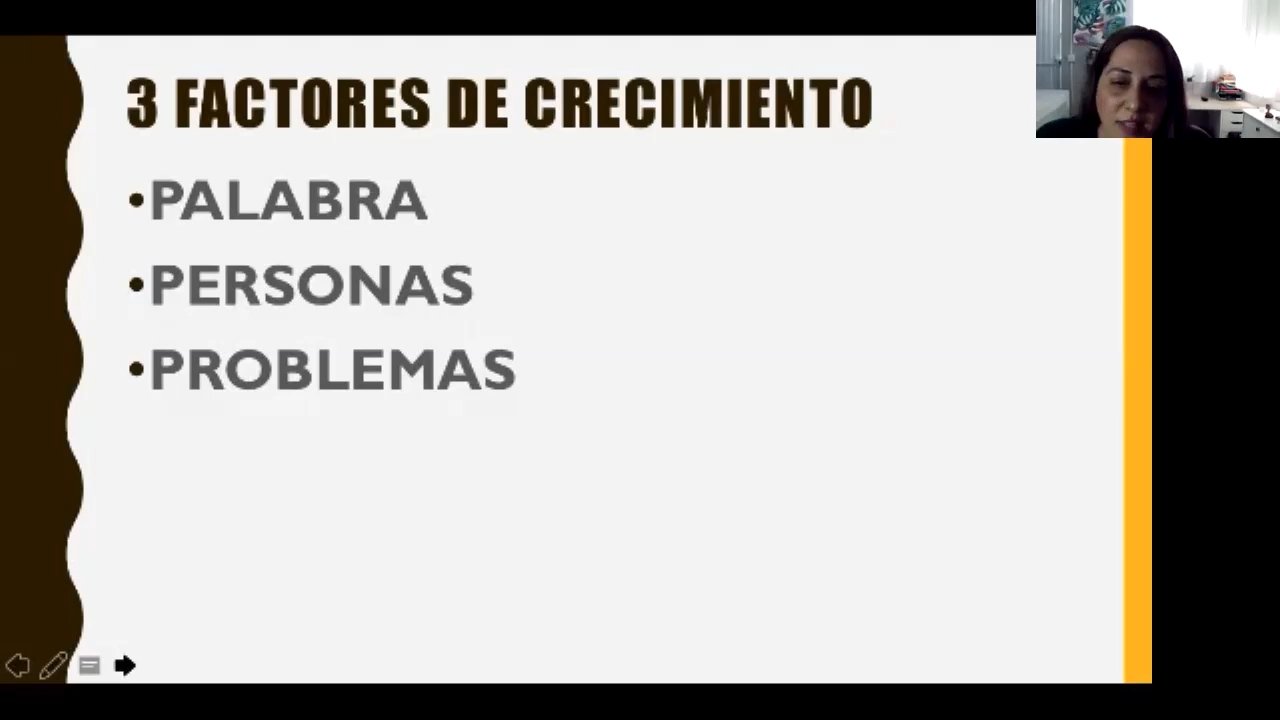 3 FACTORES DE CRECIMIENTO
•PALABRA
•PERSONAS
•PROBLEMAS